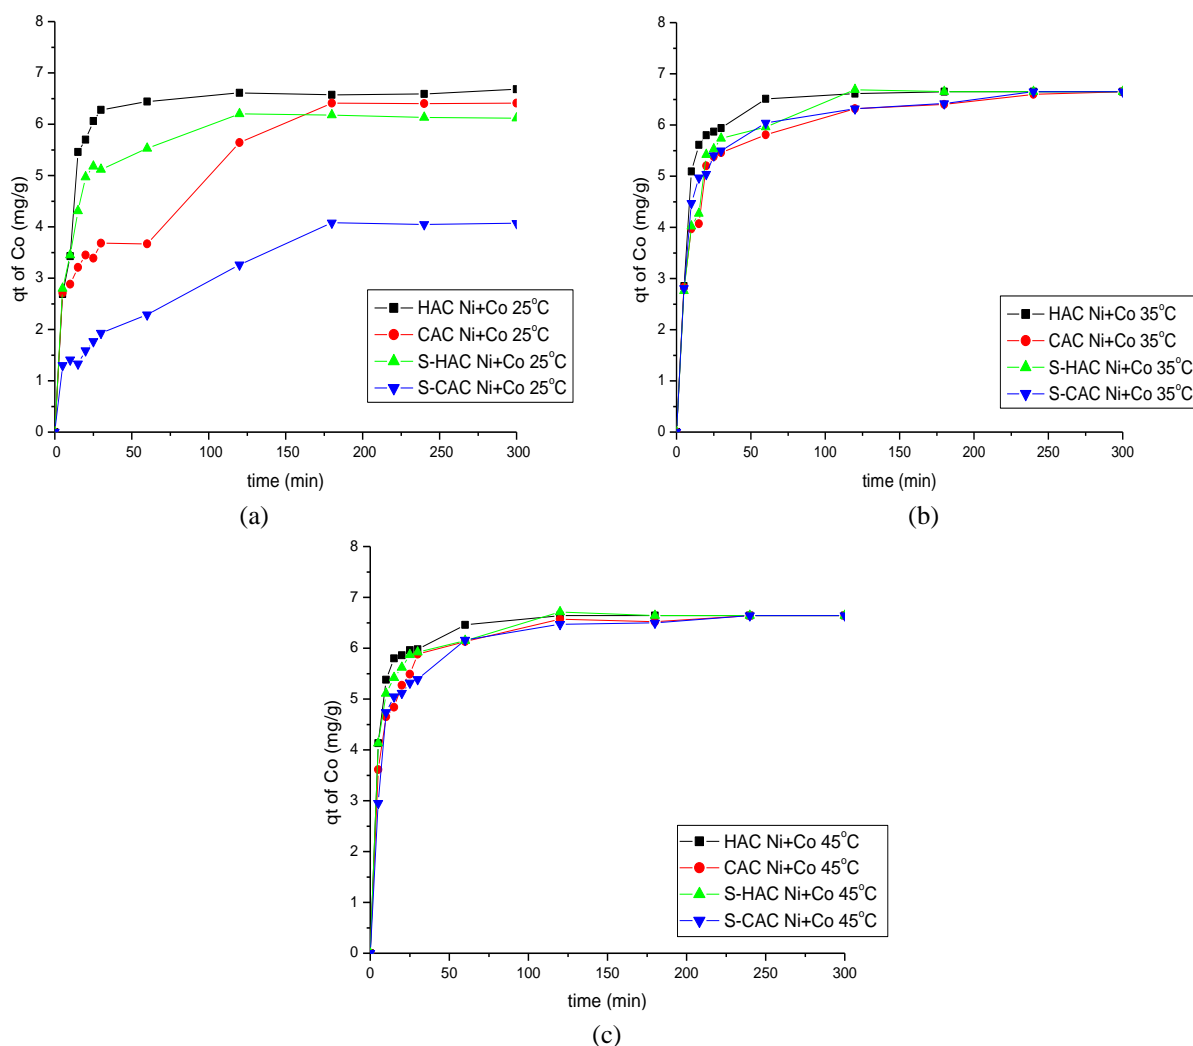 8
7
6
5
4
3
2
1
0
qt of Co (mg/g)
HAC Ni+Co 25°C
CAC Ni+Co 25°C
S-HAC Ni+Co 25°C
S-CAC Ni+Co 25°C
0 50 100 150 200 250 300
time (min)
(a)
8
7
6
5
4
3
2
1
0
qt of Co (mg/g)
HAC Ni+Co 35°C
CAC Ni+Co 35°C
S-HAC Ni+Co 35°C
S-CAC Ni+Co 35°C
0 50 100 150 200 250 300
time (min)
(b)
8
7
6
5
4
3
2
1
0
qt of Co (mg/g)
HAC Ni+Co 45°C
CAC Ni+Co 45°C
S-HAC Ni+Co 45°C
S-CAC Ni+Co 45°C
0 50 100 150 200 250 300
time (min)
(c)